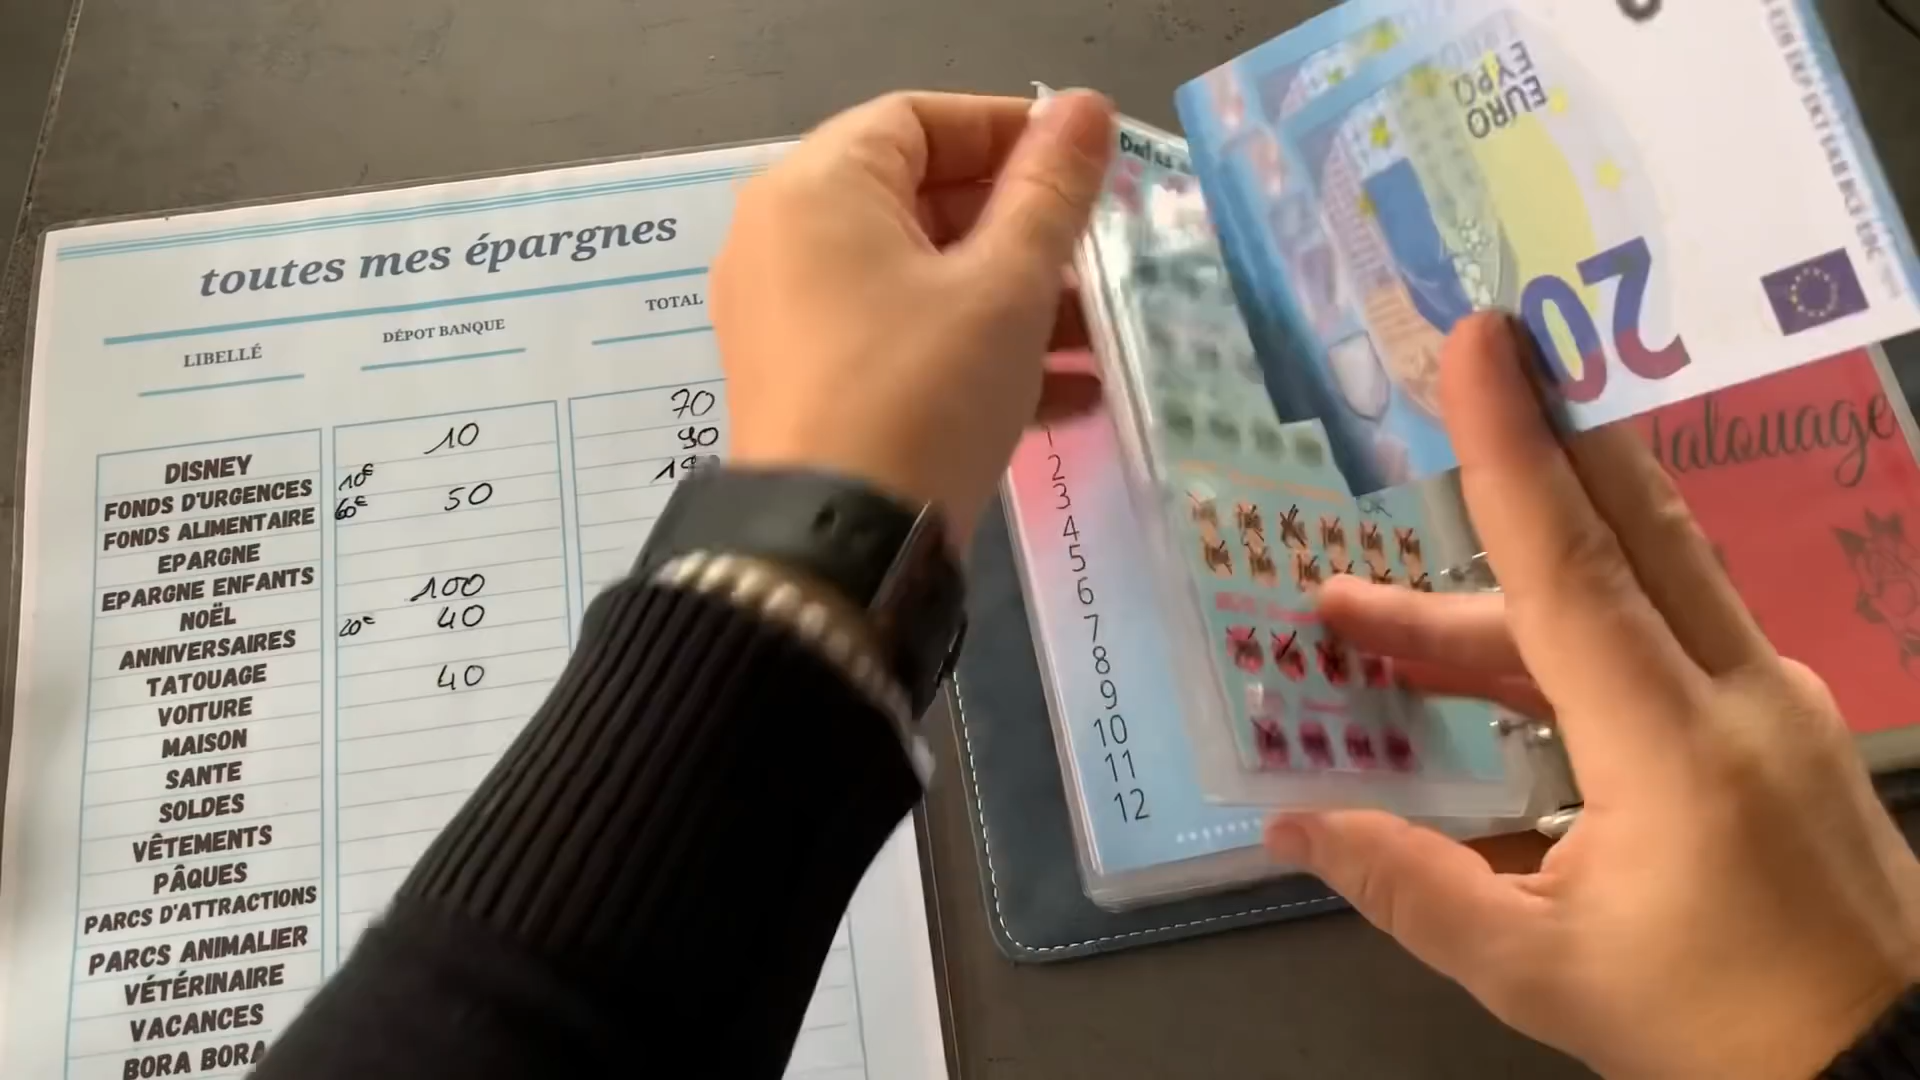 toutes mes épargnes
LIBELLÉ
DÉPOT BANQUE
TOTAL
DISNEY
10
70
FONDS D'URGENCES
10€
90
FONDS ALIMENTAIRE
60€
50
EPARGNE
EPARGNE ENFANTS
NOËL
100
ANNIVERSAIRES
20€
40
TATOUAGE
VOITURE
40
MAISON
SANTE
SOLDES
VÊTEMENTS
PÂQUES
PARCS D'ATTRACTIONS
PARCS ANIMALIER
VÉTÉRINAIRE
VACANCES
BORA BORA
1
2
3
4
5
6
7
8
9
10
11
12
EURO
ΕΥΡΩ
20
Tatouage